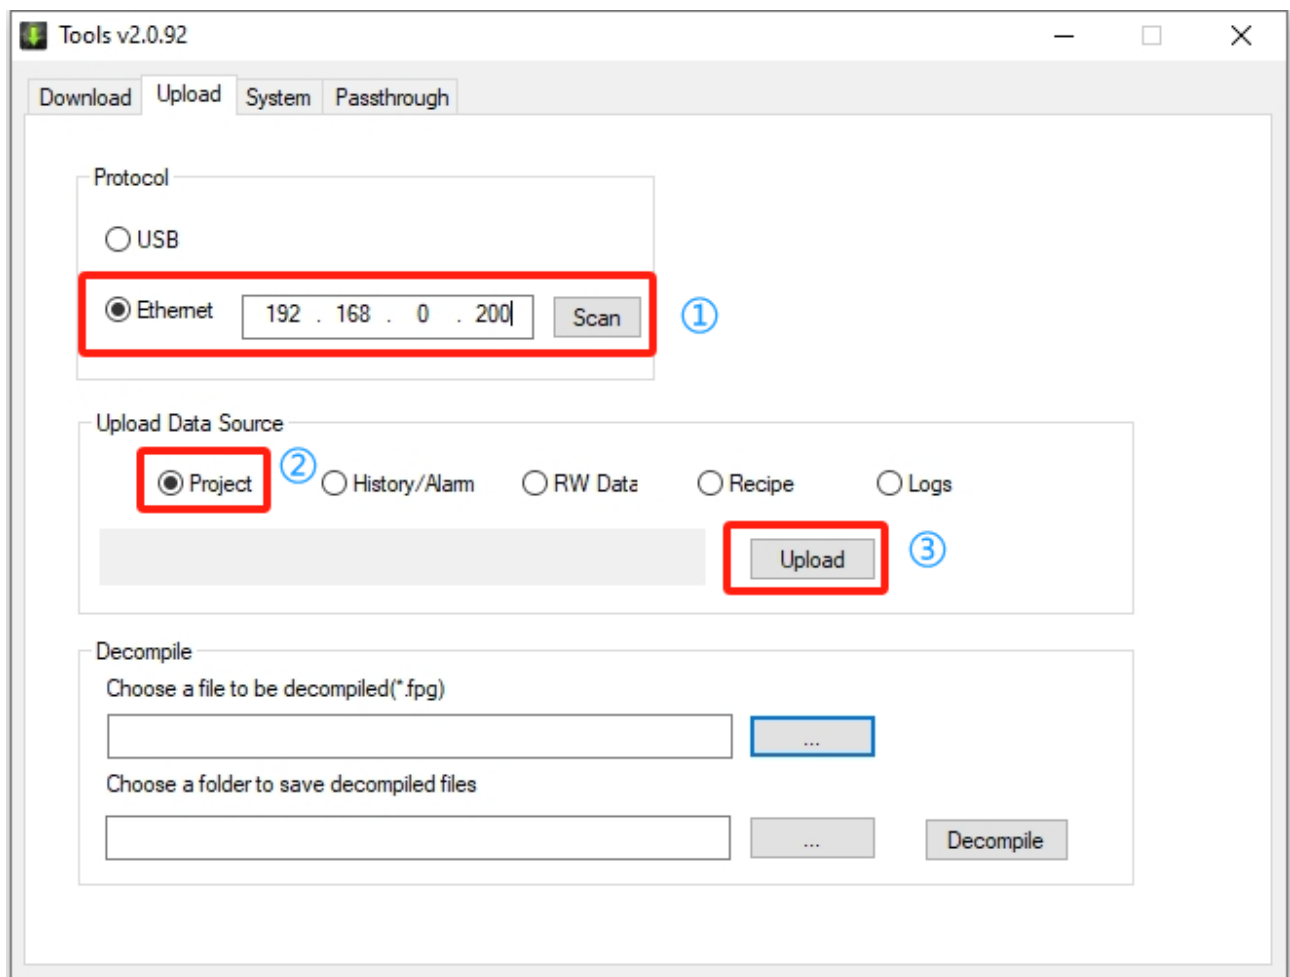 Tools v2.0.92
Download Upload System Passthrough
Protocol
USB
Ethernet 192 . 168 . 0 . 200 Scan ①
Upload Data Source
Project ② History/Alarm RW Data Recipe Logs
Upload ③
Decompile
Choose a file to be decompiled(*.fpg)
...
Choose a folder to save decompiled files
... Decompile